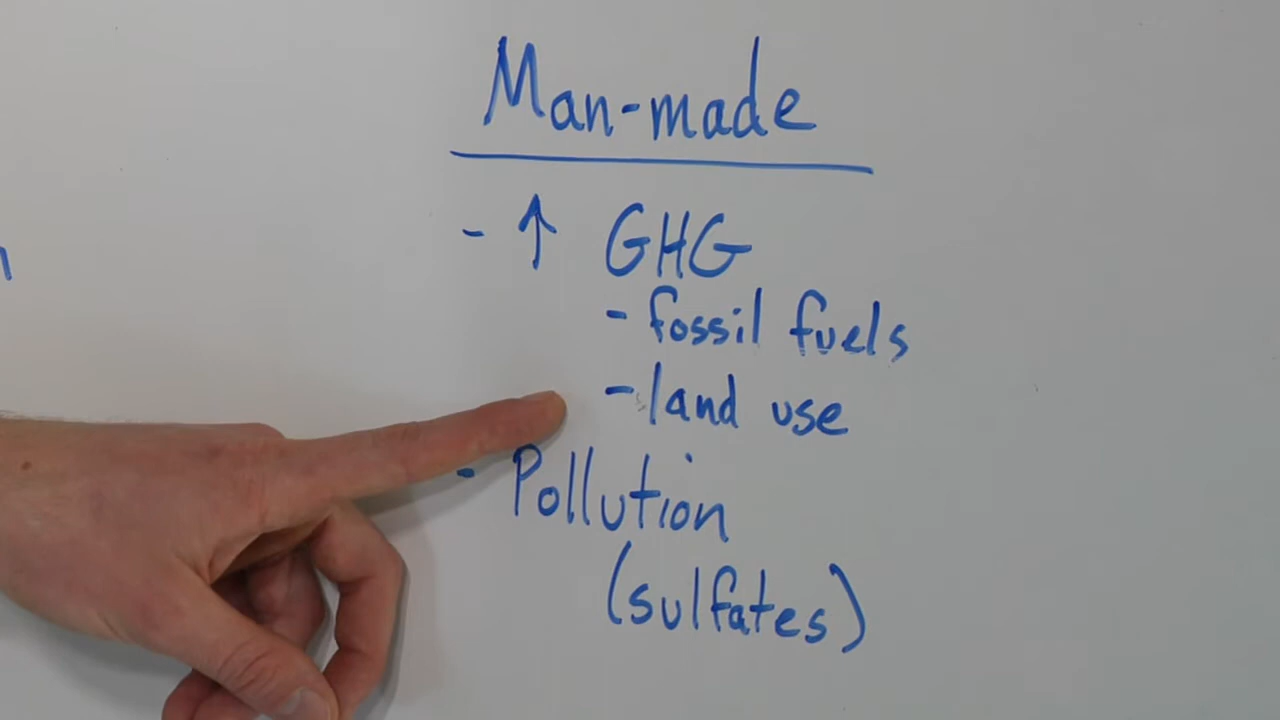 Man-made
- ↑ GHG
- fossil fuels
- land use
- Pollution
(sulfates)